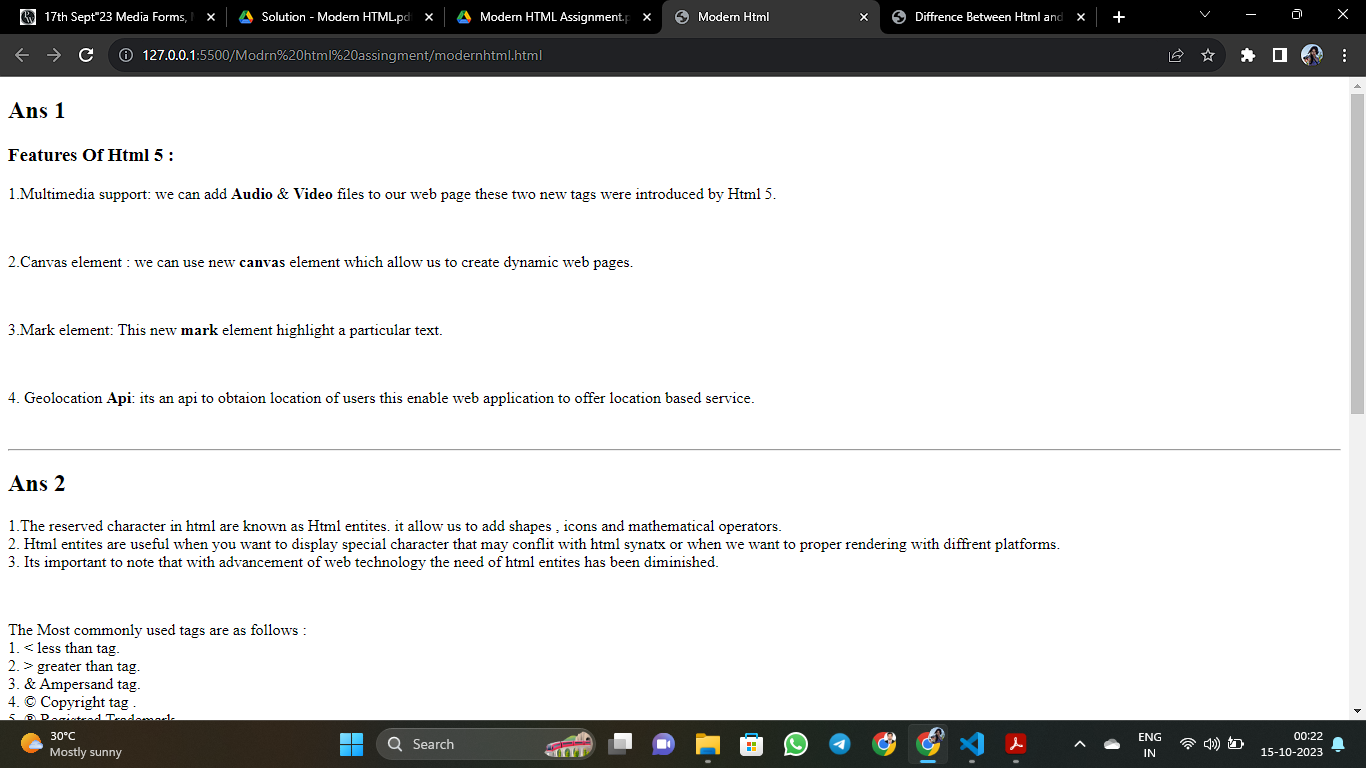 17th Sept"23 Media Forms,
Solution - Modern HTML.pdf
Modern HTML Assignment.p
Modern Html
Diffrence Between Html and
127.0.0.1:5500/Modrn%20html%20assingment/modernhtml.html
Ans 1
Features Of Html 5 :
1.Multimedia support: we can add Audio & Video files to our web page these two new tags were introduced by Html 5.
2.Canvas element : we can use new canvas element which allow us to create dynamic web pages.
3.Mark element: This new mark element highlight a particular text.
4. Geolocation Api: its an api to obtaion location of users this enable web application to offer location based service.
Ans 2
1.The reserved character in html are known as Html entites. it allow us to add shapes , icons and mathematical operators.
2. Html entites are useful when you want to display special character that may conflit with html synatx or when we want to proper rendering with diffrent platforms.
3. Its important to note that with advancement of web technology the need of html entites has been diminished.
The Most commonly used tags are as follows :
1. < less than tag.
2. > greater than tag.
3. & Ampersand tag.
4. © Copyright tag .
5. ® Registred Trademark
30°C
Mostly sunny
Search
ENG
IN
00:22
15-10-2023